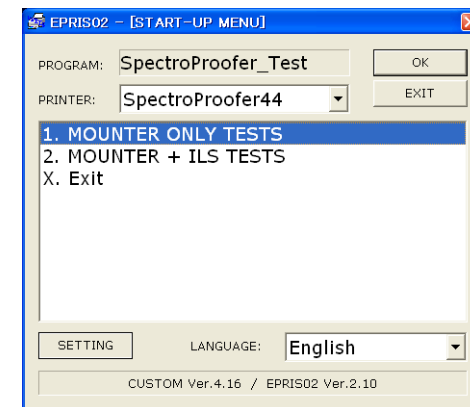 EPRIS02 – [START-UP MENU]
PROGRAM: SpectroProofer_Test OK
PRINTER: SpectroProofer44 EXIT
1. MOUNTER ONLY TESTS
2. MOUNTER + ILS TESTS
X. Exit
SETTING LANGUAGE: English
CUSTOM Ver.4.16 / EPRIS02 Ver.2.10